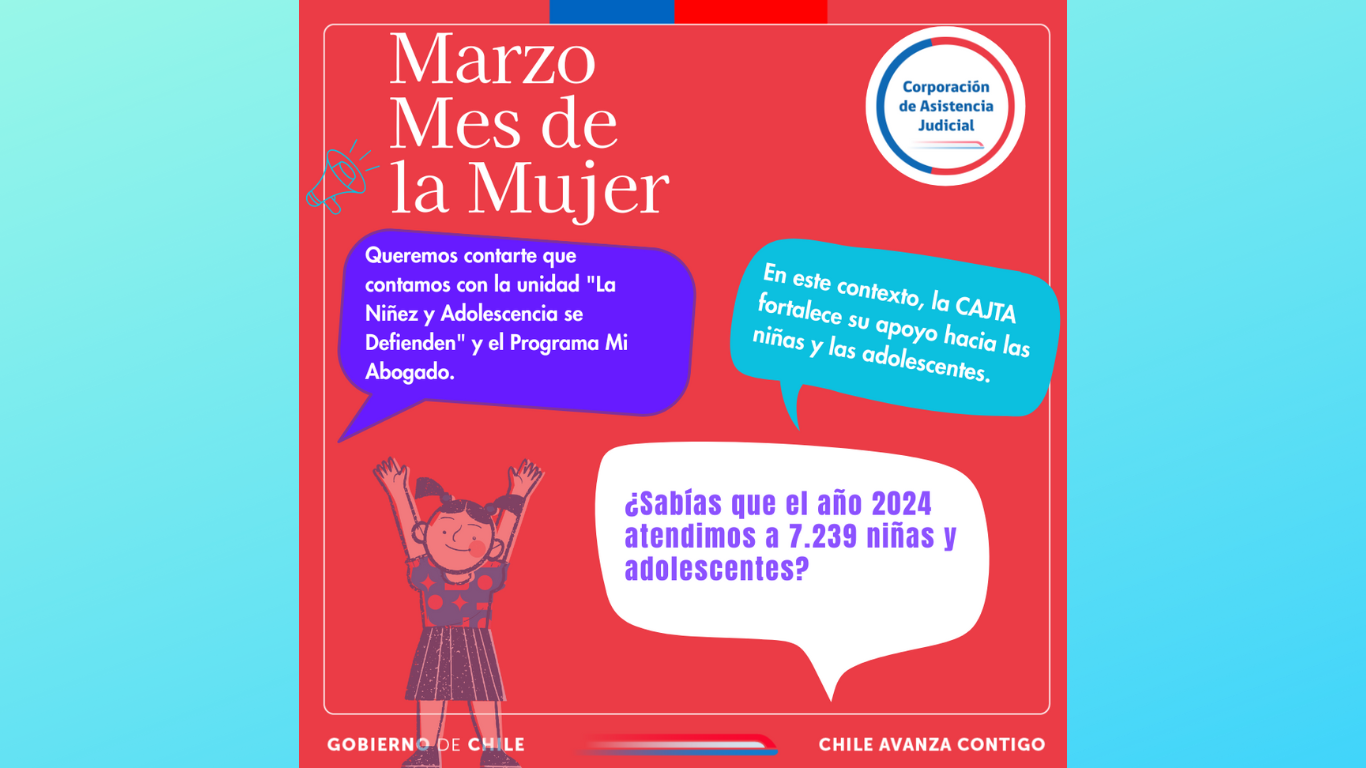 Marzo
Mes de
la Mujer
Corporación
de Asistencia
Judicial
Queremos contarte que
contamos con la unidad "La
Niñez y Adolescencia se
Defienden" y el Programa Mi
Abogado.
En este contexto, la CAJTA
fortalece su apoyo hacia las
niñas y las adolescentes.
¿Sabías que el año 2024
atendimos a 7.239 niñas y
adolescentes?
GOBIERNO DE CHILE
CHILE AVANZA CONTIGO